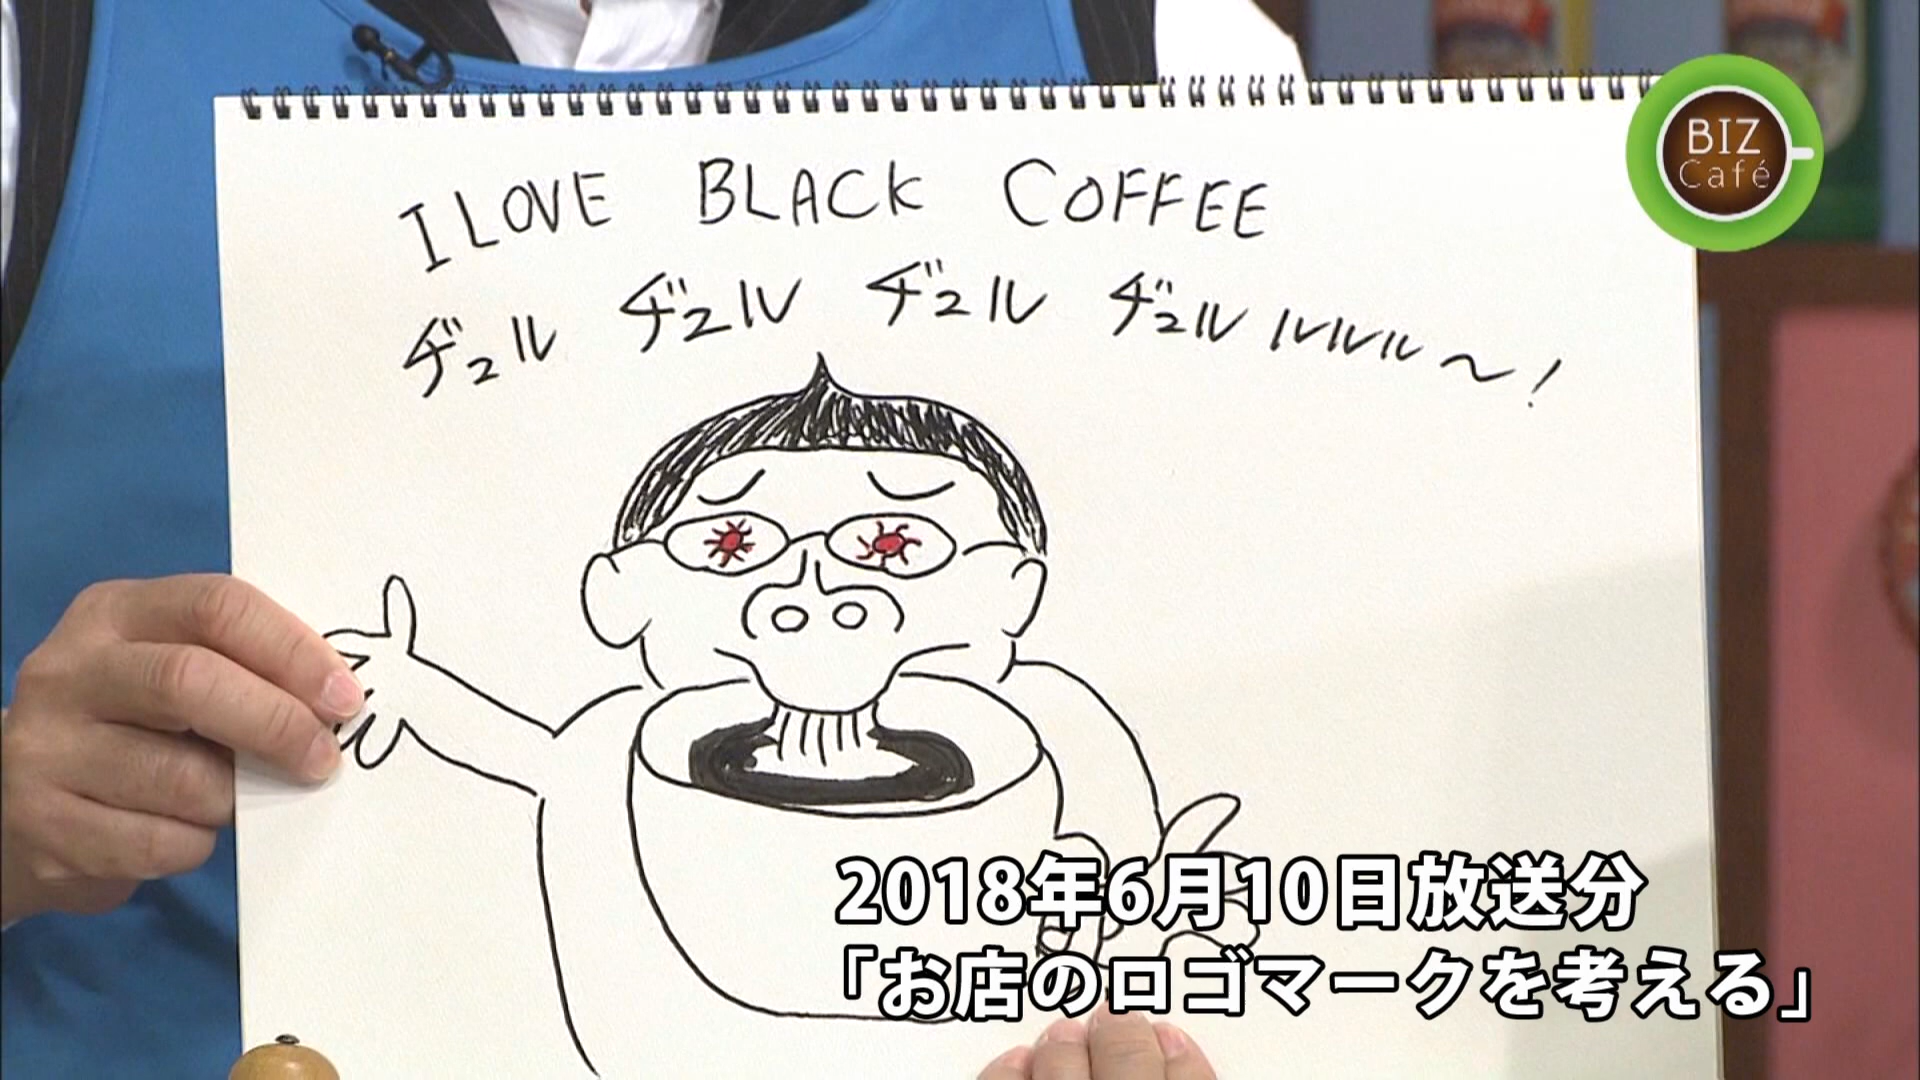 BIZ
Café
I LOVE BLACK COFFEE
ヂュル ヂュル ヂュル ヂュルルルルル～!
2018年6月10日放送分
「お店のロゴマークを考える」